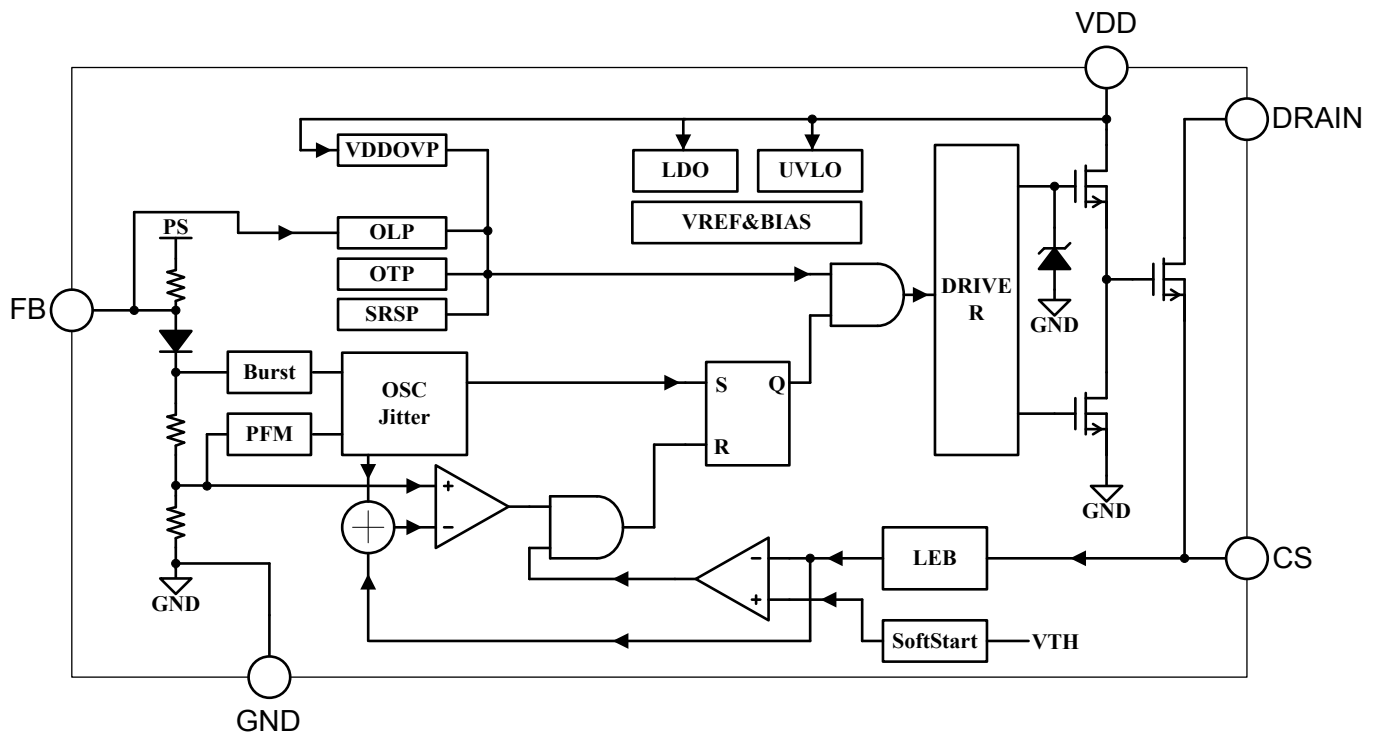 VDD
DRAIN
VDDOVP
LDO
UVLO
PS
OLP
VREF&BIAS
OTP
DRIVE
R
FB
SRSP
GND
Burst
OSC
Jitter
S
Q
PFM
R
+
-
GND
LEB
CS
-
+
GND
SoftStart
VTH
GND